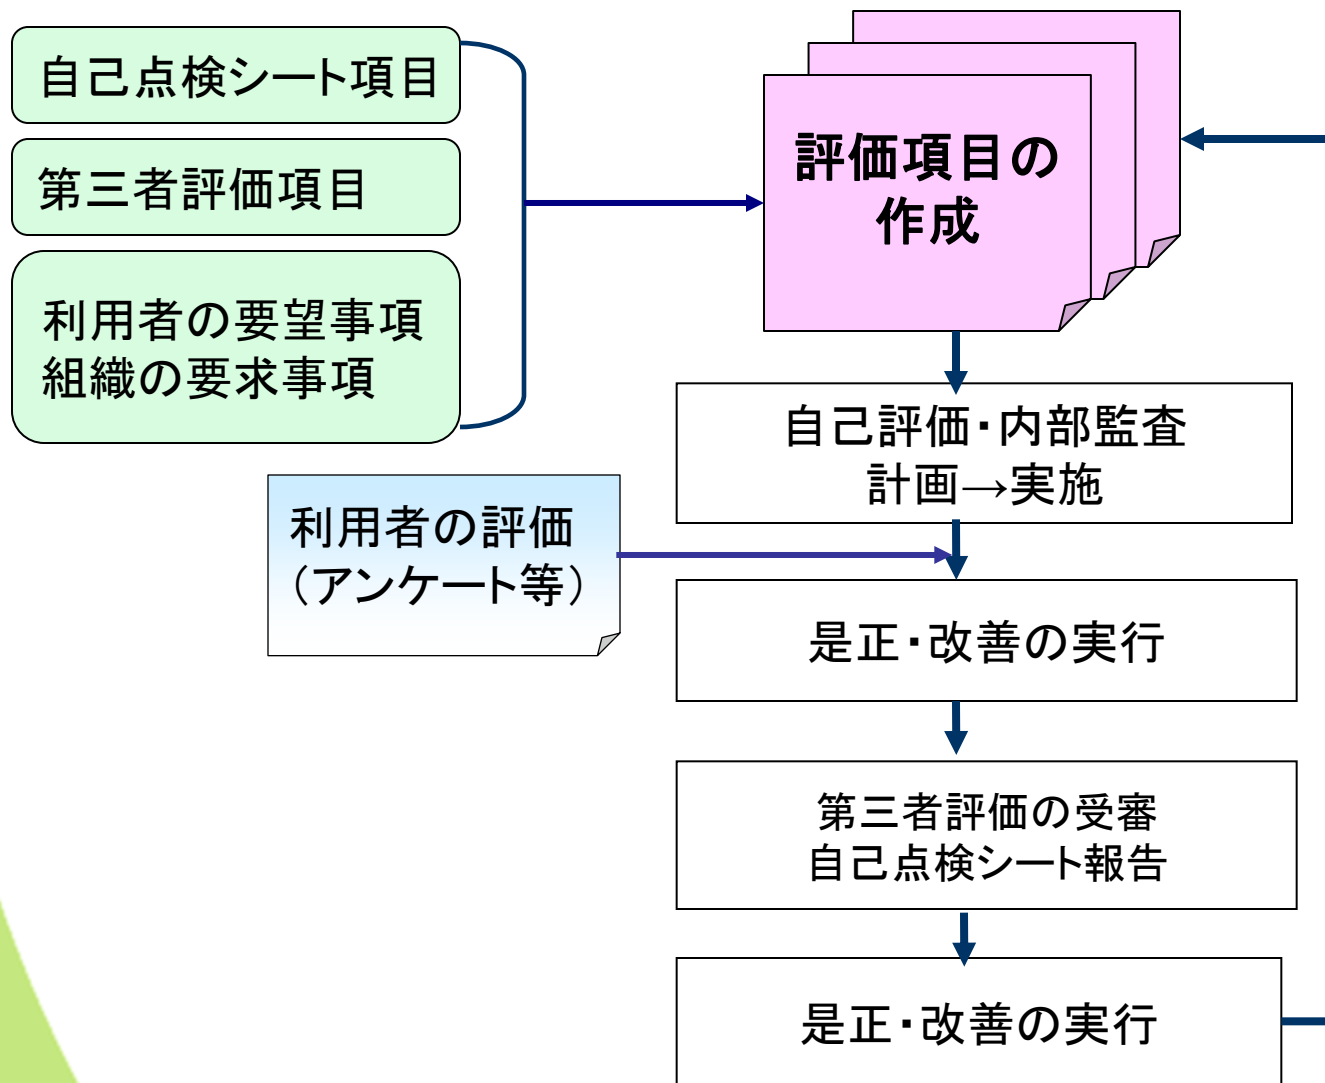 自己点検シート項目
第三者評価項目
利用者の要望事項
組織の要求事項
評価項目の
作成
自己評価・内部監査
計画→実施
利用者の評価
（アンケート等）
是正・改善の実行
第三者評価の受審
自己点検シート報告
是正・改善の実行